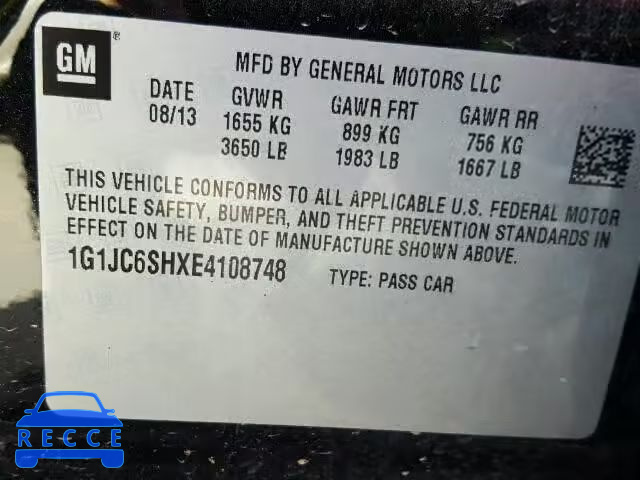 GM ®
MFD BY GENERAL MOTORS LLC
DATE GVWR GAWR FRT GAWR RR
08/13 1655 KG 899 KG 756 KG
3650 LB 1983 LB 1667 LB
THIS VEHICLE CONFORMS TO ALL APPLICABLE U.S. FEDERAL MOTOR
VEHICLE SAFETY, BUMPER, AND THEFT PREVENTION STANDARDS IN
EFFECT ON THE DATE OF MANUFACTURE SHOWN ABOVE.
1G1JC6SHXE4108748 TYPE: PASS CAR
RECCE